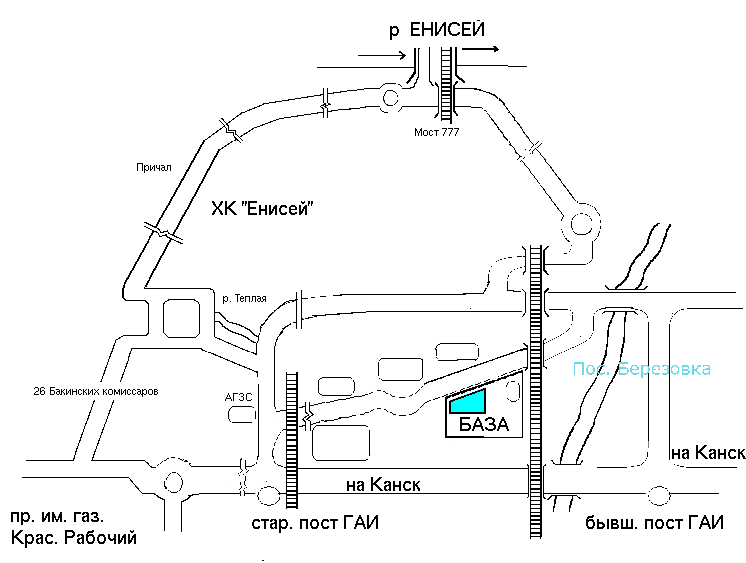 р ЕНИСЕЙ
Мост 777
Причал
ХК "Енисей"
р. Теплая
Пос. Березовка
26 Бакинских комиссаров
АГЗС
БАЗА
на Канск
на Канск
пр. им. газ.
Крас. Рабочий
стар. пост ГАИ
бывш. пост ГАИ